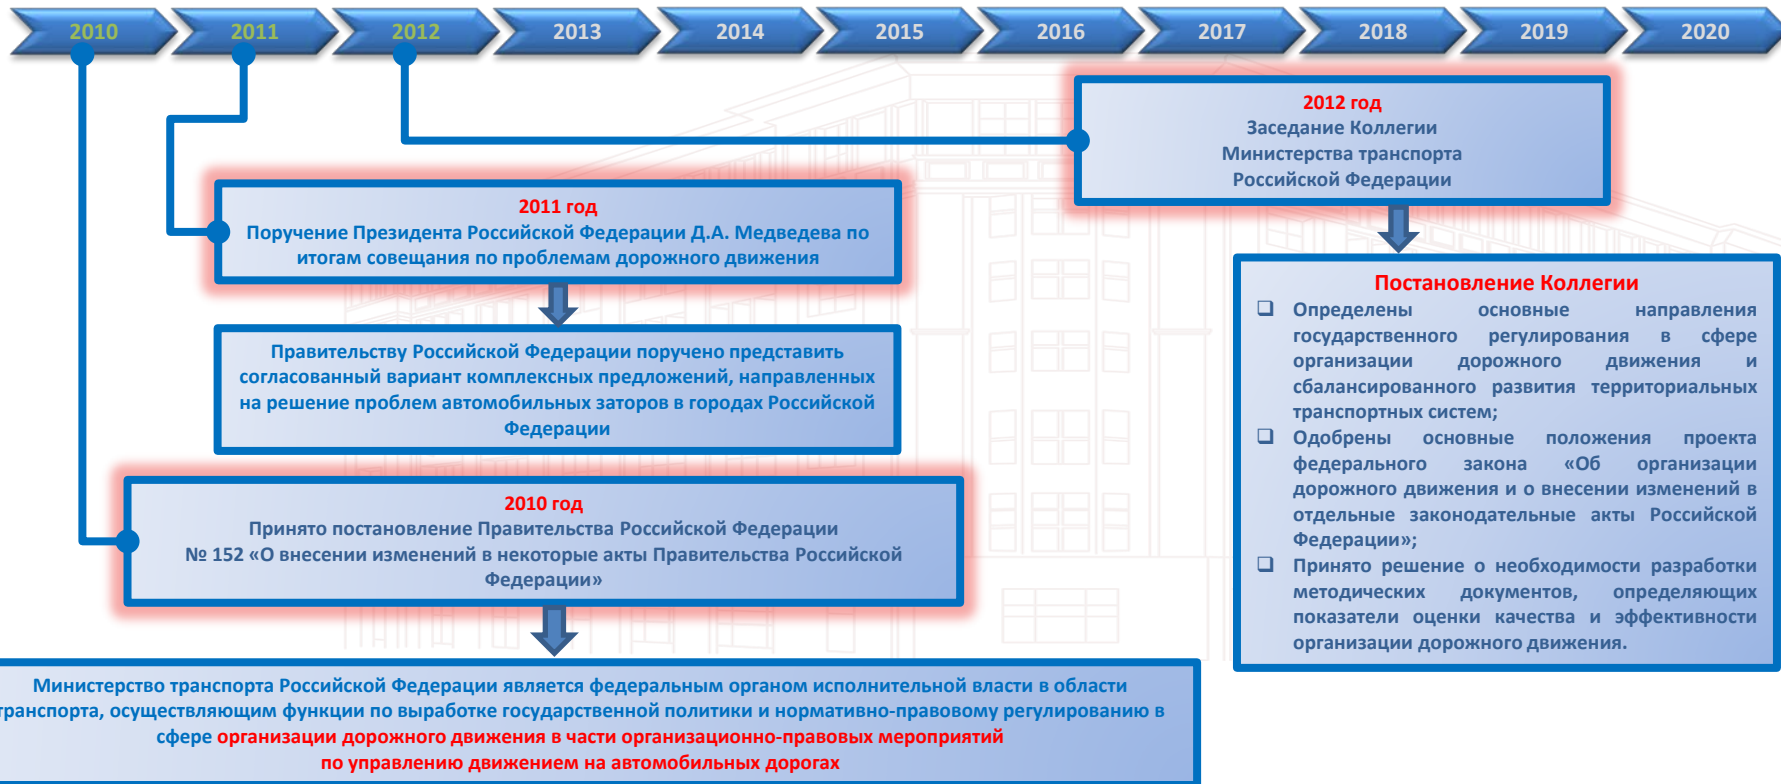 2010 2011 2012 2013 2014 2015 2016 2017 2018 2019 2020
2012 год
Заседание Коллегии
Министерства транспорта
Российской Федерации
2011 год
Поручение Президента Российской Федерации Д.А. Медведева по
итогам совещания по проблемам дорожного движения
Правительству Российской Федерации поручено представить
согласованный вариант комплексных предложений, направленных
на решение проблем автомобильных заторов в городах Российской
Федерации
Постановление Коллегии
Определены основные направления
государственного регулирования в сфере
организации дорожного движения и
сбалансированного развития территориальных
транспортных систем;
Одобрены основные положения проекта
федерального закона «Об организации
дорожного движения и о внесении изменений в
отдельные законодательные акты Российской
Федерации»;
Принято решение о необходимости разработки
методических документов, определяющих
показатели оценки качества и эффективности
организации дорожного движения.
2010 год
Принято постановление Правительства Российской Федерации
№ 152 «О внесении изменений в некоторые акты Правительства Российской
Федерации»
Министерство транспорта Российской Федерации является федеральным органом исполнительной власти в области
транспорта, осуществляющим функции по выработке государственной политики и нормативно-правовому регулированию в
сфере организации дорожного движения в части организационно-правовых мероприятий
по управлению движением на автомобильных дорогах